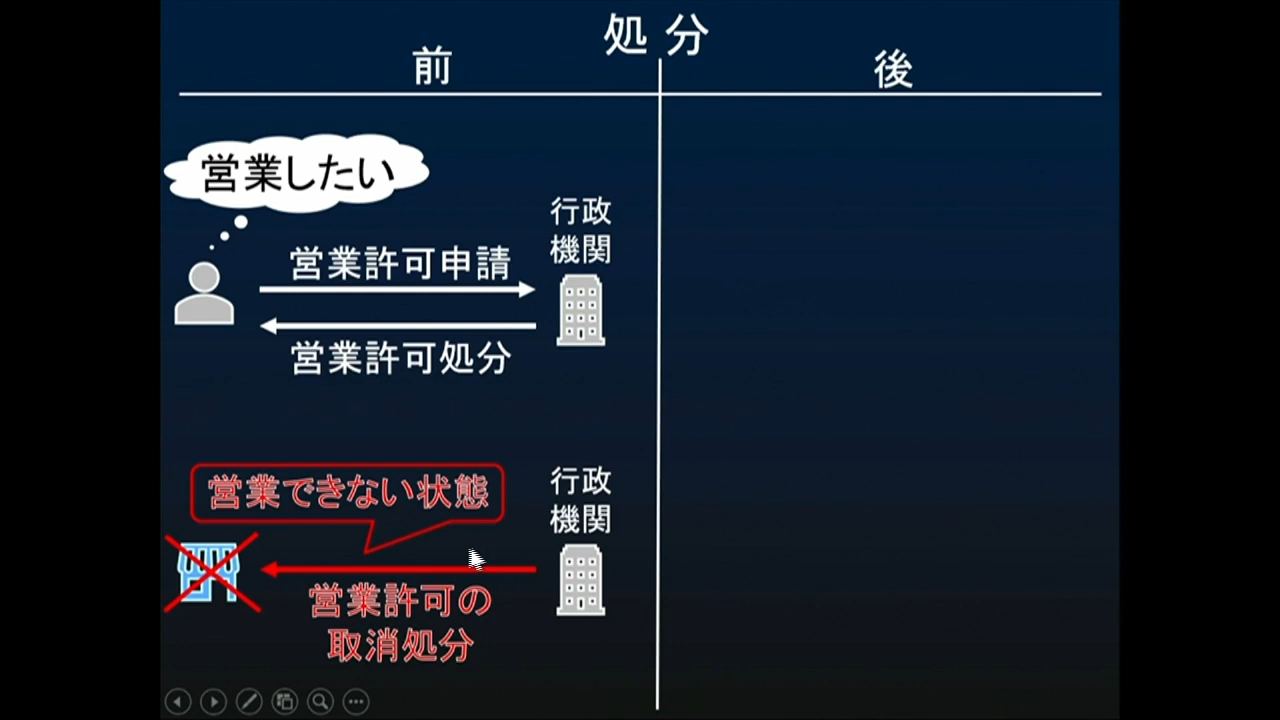 処分
前
後
営業したい
行政
機関
営業許可申請
営業許可処分
営業できない状態
行政
機関
営業許可の
取消処分